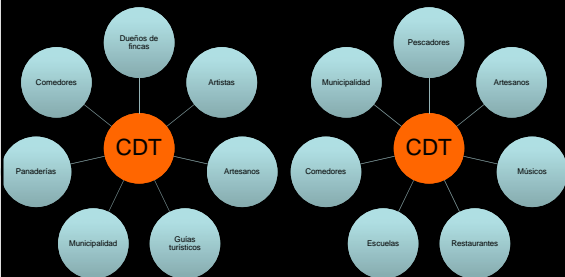 Dueños de
fincas
Comedores
Artistas
CDT
Panaderías
Artesanos
Municipalidad
Guías
turísticos
Pescadores
Municipalidad
Artesanos
CDT
Comedores
Músicos
Escuelas
Restaurantes